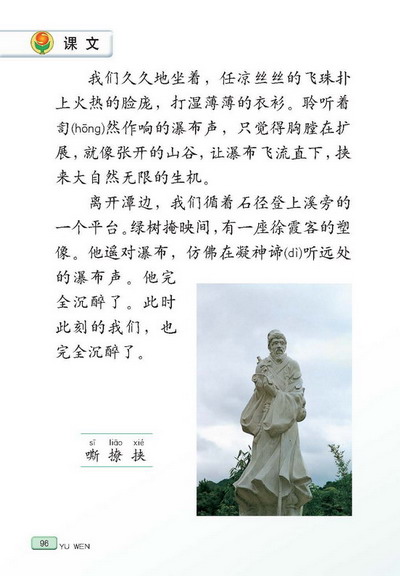 课文
我们久久地坐着，任凉丝丝的飞珠扑
上火热的脸庞，打湿薄薄的衣衫。聆听着
訇(hōng)然作响的瀑布声，只觉得胸膛在扩
展，就像张开的山谷，让瀑布飞流直下，挟
来大自然无限的生机。
离开潭边，我们循着石径登上溪旁的
一个平台。绿树掩映间，有一座徐霞客的塑
像。他遥对瀑布，仿佛在凝神谛(dì)听远处
的瀑布声。他完
全沉醉了。此时
此刻的我们，也
完全沉醉了。
sī liáo xié
嘶 撩 挟
96 YU WEN